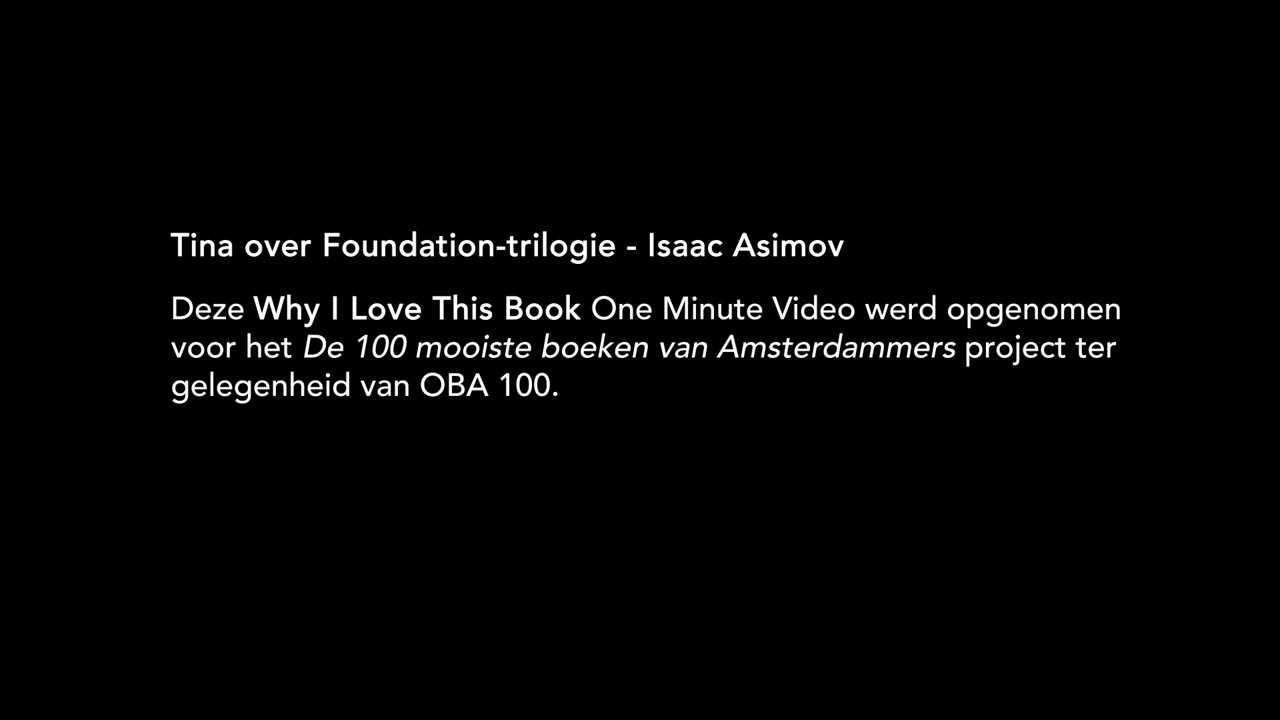 Tina over Foundation-trilogie - Isaac Asimov
Deze Why I Love This Book One Minute Video werd opgenomen
voor het De 100 mooiste boeken van Amsterdammers project ter
gelegenheid van OBA 100.